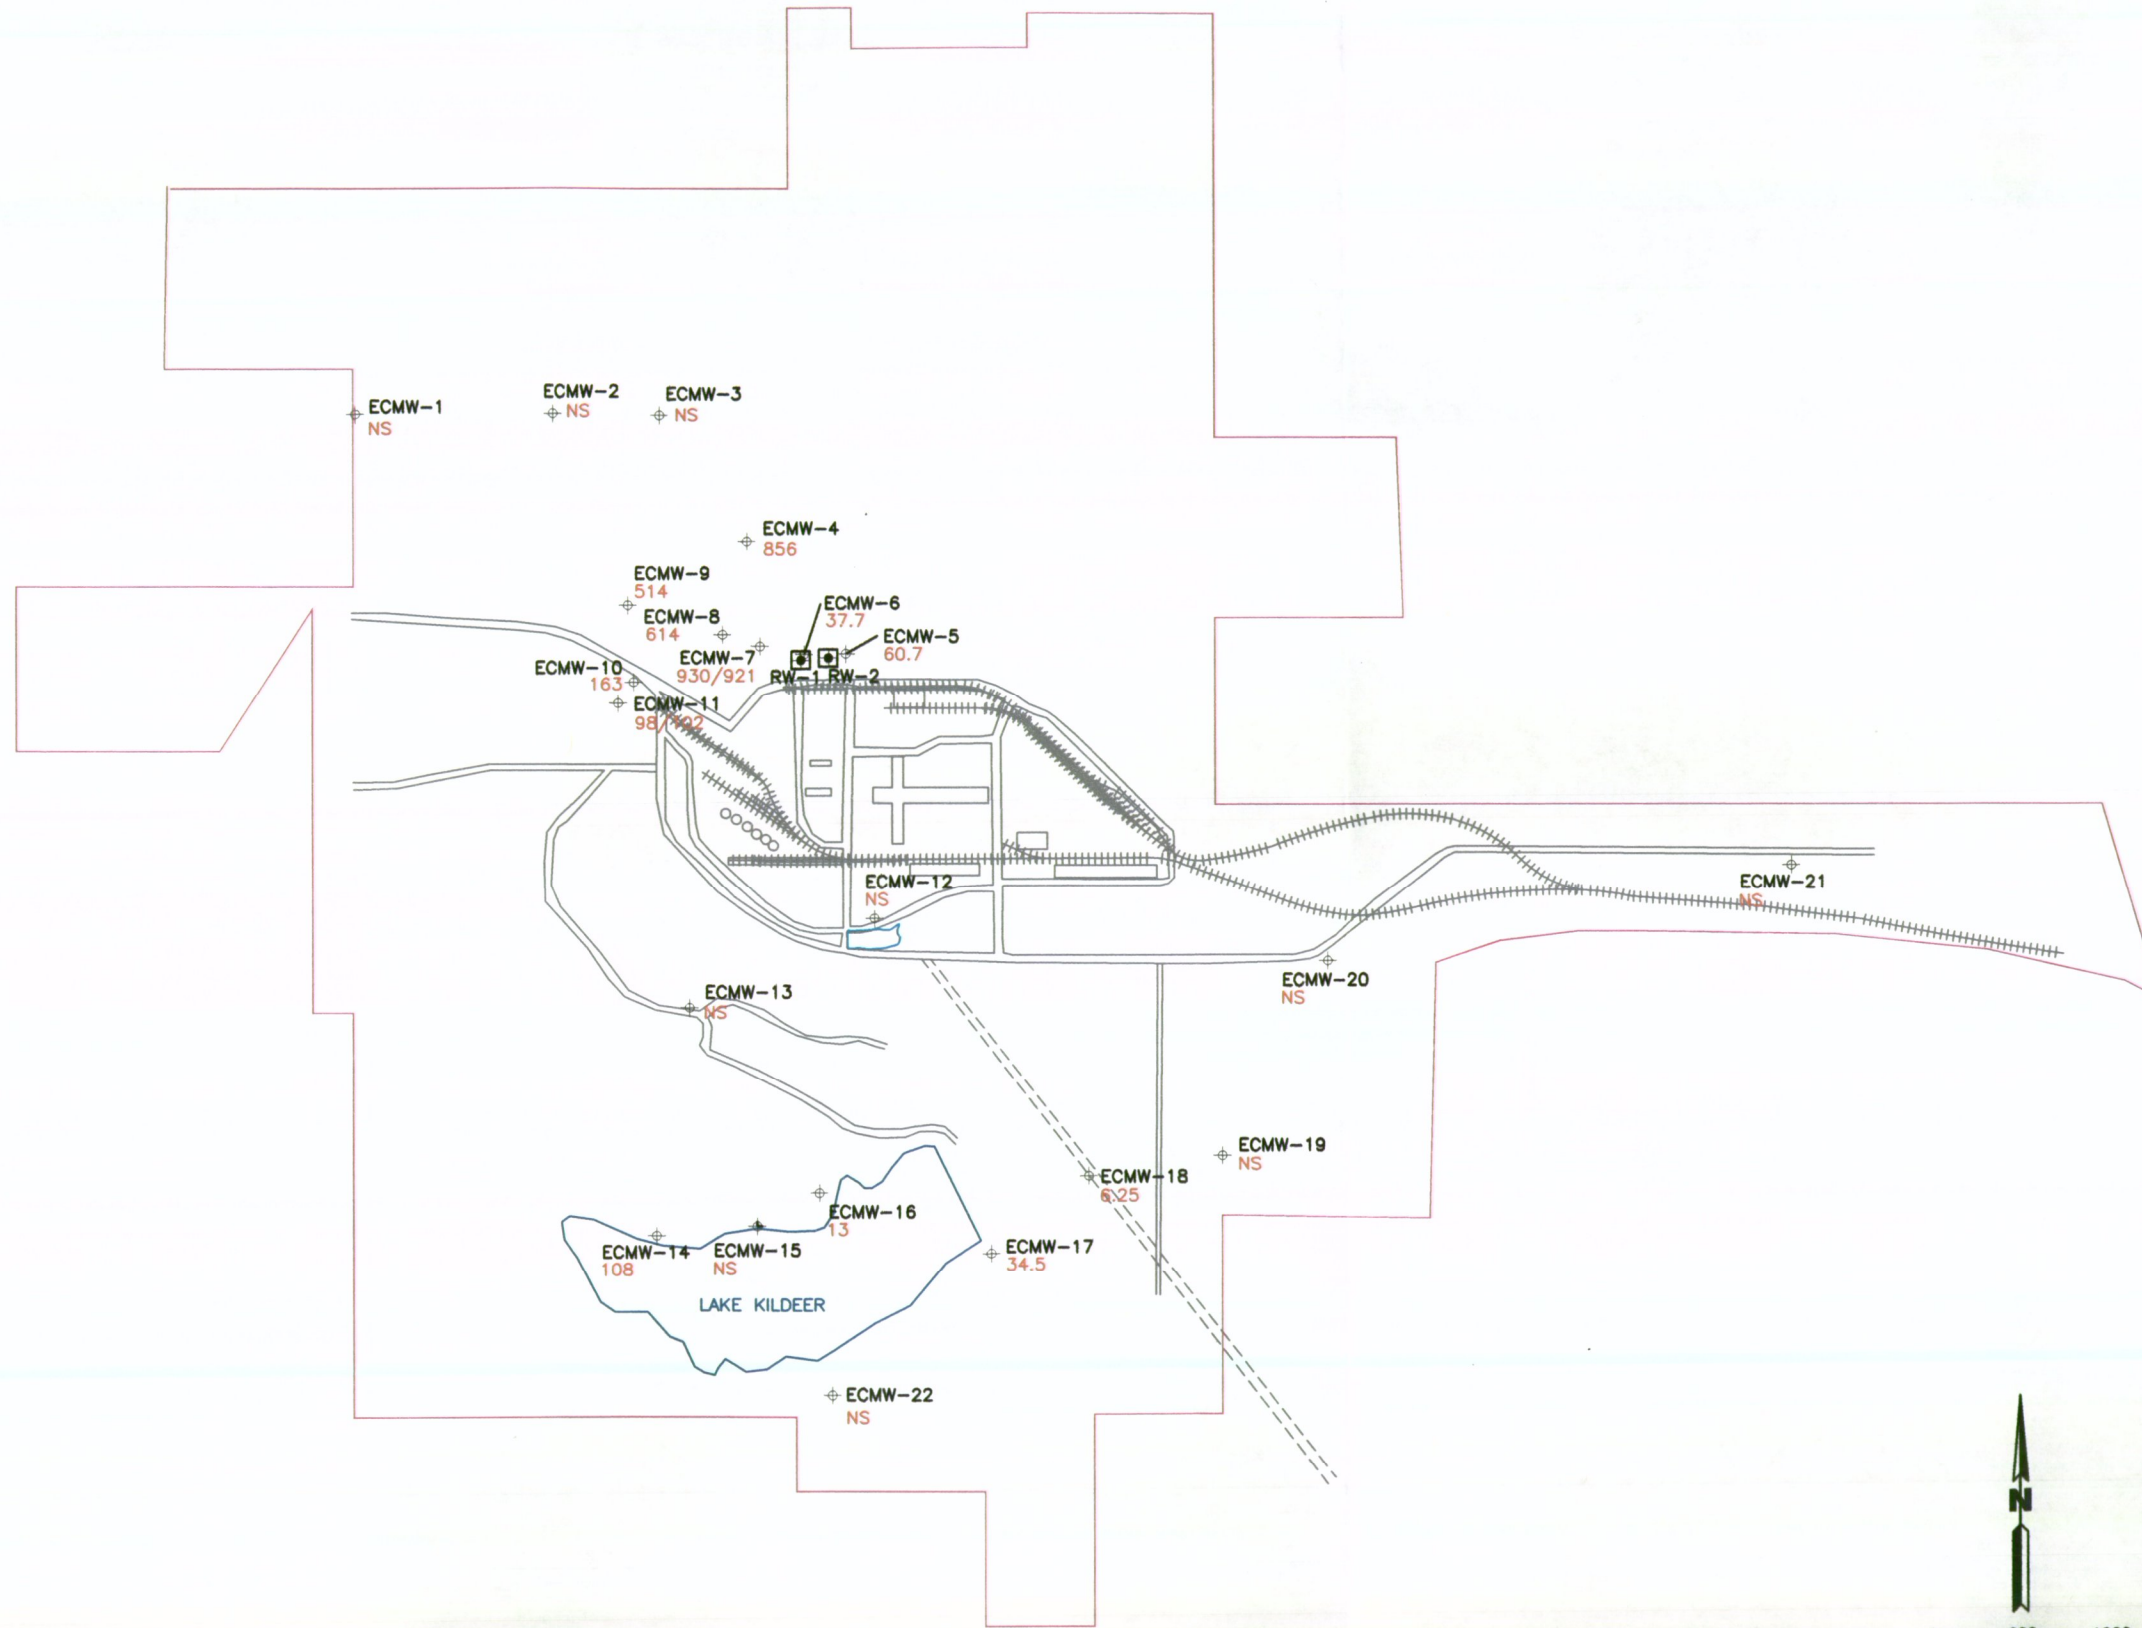 ECMW-1
NS
ECMW-2
NS
ECMW-3
NS
ECMW-4
856
ECMW-9
514
ECMW-8
614
ECMW-6
37.7
ECMW-5
60.7
ECMW-7
930/921
ECMW-10
163
RW-1
RW-2
ECMW-11
98/102
ECMW-12
NS
ECMW-21
NS
ECMW-20
NS
ECMW-13
NS
ECMW-19
NS
ECMW-18
6.25
ECMW-16
13
ECMW-14
108
ECMW-15
NS
ECMW-17
34.5
LAKE KILDEER
ECMW-22
NS
N